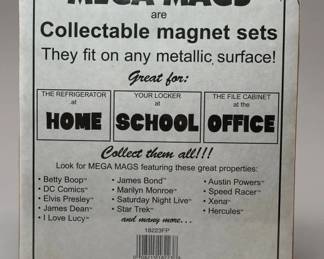 MEGA MAGS
are
Collectable magnet sets
They fit on any metallic surface!
Great for:
THE REFRIGERATOR
at
HOME
YOUR LOCKER
at
SCHOOL
THE FILE CABINET
at the
OFFICE
Collect them all!!!
Look for MEGA MAGS featuring these great properties:
• Betty Boop™
• DC Comics™
• Elvis Presley™
• James Dean™
• I Love Lucy™
• James Bond™
• Marilyn Monroe™
• Saturday Night Live™
• Star Trek™
and many more...
• Austin Powers™
• Speed Racer™
• Xena™
• Hercules™
18223FP